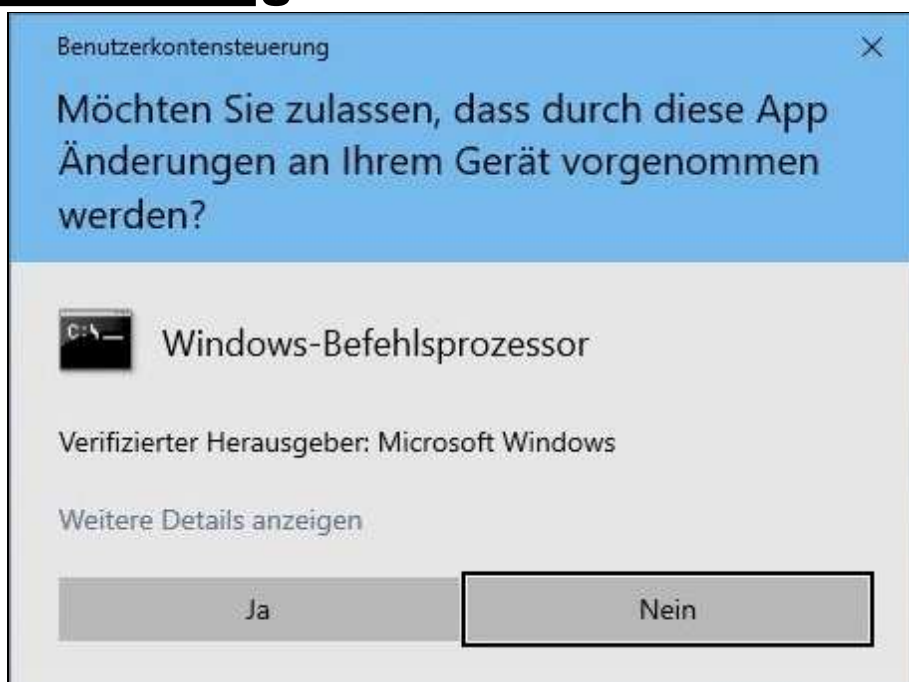 Benutzerkontensteuerung
Möchten Sie zulassen, dass durch diese App
Änderungen an Ihrem Gerät vorgenommen
werden?
C:\_
Windows-Befehlsprozessor
Verifizierter Herausgeber: Microsoft Windows
Weitere Details anzeigen
Ja
Nein